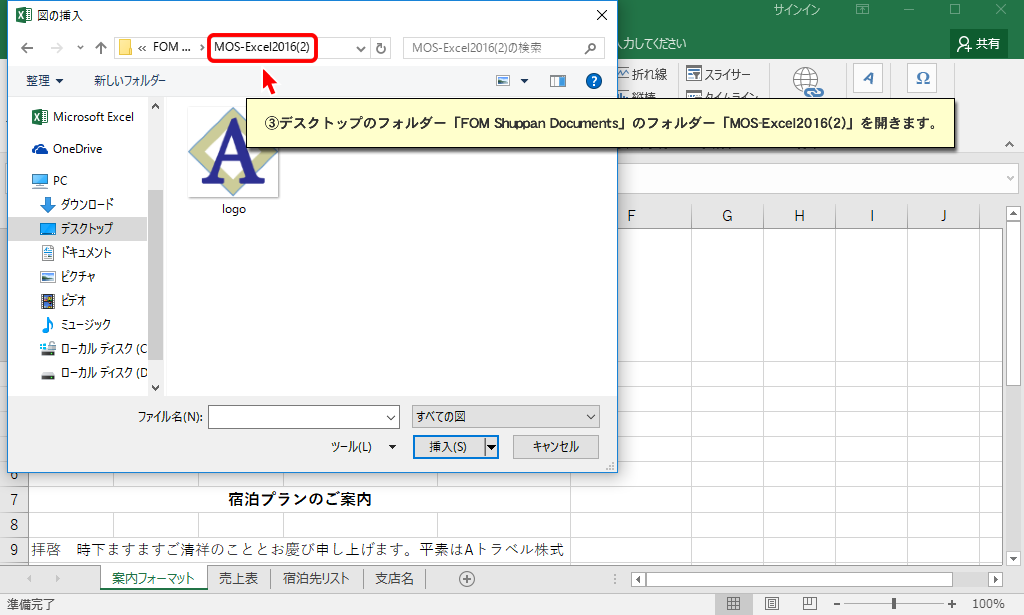 図の挿入
サインイン
« FOM ... › MOS-Excel2016(2)
MOS-Excel2016(2)の検索
入力してください
共有
整理
新しいフォルダー
折れ線
スライサー
Microsoft Excel
OneDrive
PC
ダウンロード
デスクトップ
ドキュメント
ピクチャ
ビデオ
ミュージック
ローカル ディスク (C
ローカル ディスク (D
A
logo
③デスクトップのフォルダー「FOM Shuppan Documents」のフォルダー「MOS-Excel2016(2)」を開きます。
A
Ω
F G H I J
ファイル名(N):
すべての図
ツール(L)
挿入(S)
キャンセル
6
7 宿泊プランのご案内
8
9 拝啓　時下ますますご清祥のこととお慶び申し上げます。平素はAトラベル株式
案内フォーマット 売上表 宿泊先リスト 支店名
準備完了
100%